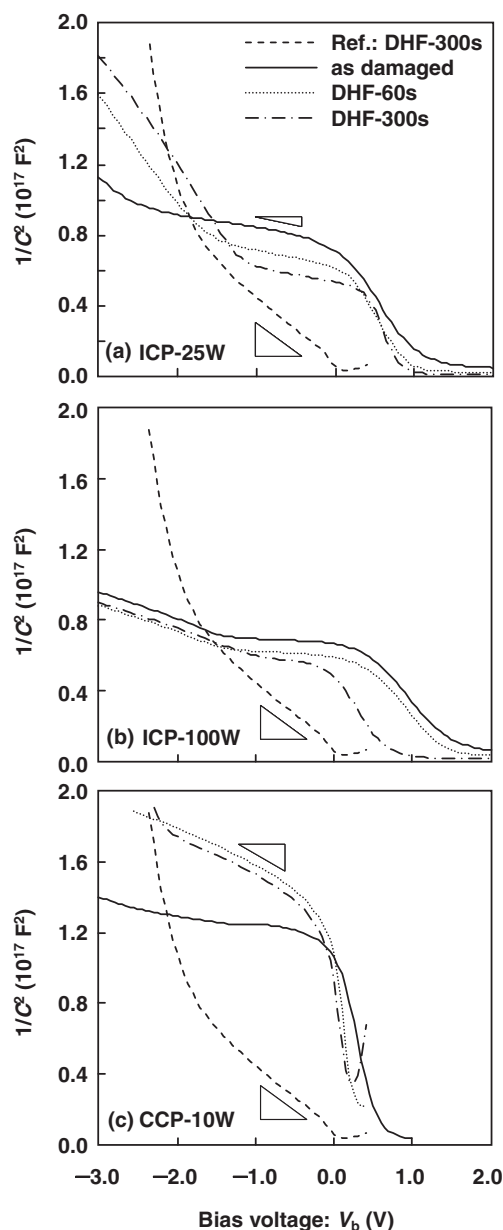 2.0
1.6
1.2
0.8
0.4
0.0
1/C² (10¹⁷ F²)
Ref.: DHF-300s
as damaged
DHF-60s
DHF-300s
(a) ICP-25W
2.0
1.6
1.2
0.8
0.4
0.0
1/C² (10¹⁷ F²)
(b) ICP-100W
2.0
1.6
1.2
0.8
0.4
0.0
1/C² (10¹⁷ F²)
(c) CCP-10W
−3.0 −2.0 −1.0 0.0 1.0 2.0
Bias voltage: V_b (V)